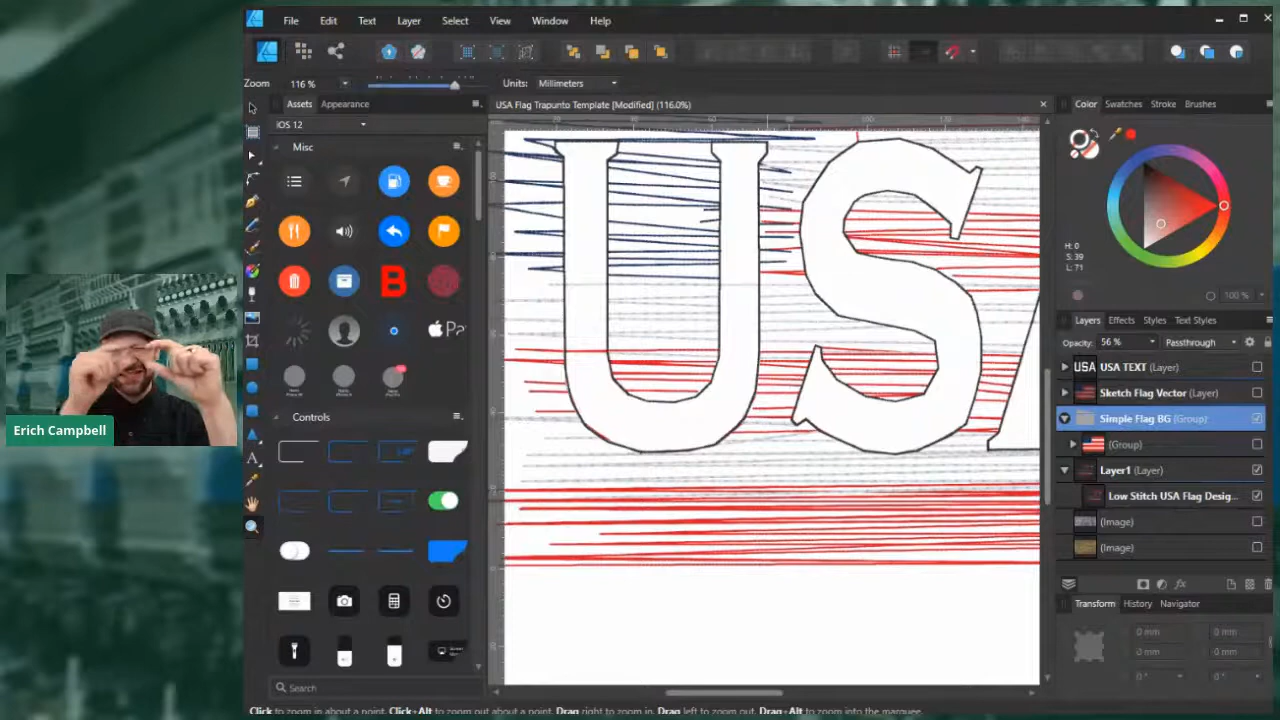 File Edit Text Layer Select View Window Help
Zoom 116 % Units: Millimeters
Assets Appearance
USA Flag Trapunto Template [Modified] (116.0%)
Color Swatches Stroke Brushes
iOS 12
Misc
B
Pa
Controls
Search
USA
H: 0
S: 39
L: 71
100 %
Layers Effects Styles Text Styles
Opacity: 56 % Passthrough
USA USA TEXT (Layer)
Sketch Flag Vector (Layer)
Simple Flag BG (Group)
(Group)
Layer1 (Layer)
Low Stitch USA Flag Desig...
(Image)
(Image)
Transform History Navigator
0 mm 0 mm
0 mm 0 mm
Erich Campbell
Click to zoom in about a point. Click+Alt to zoom out about a point. Drag right to zoom in. Drag left to zoom out. Drag+Alt to zoom into the marquee.